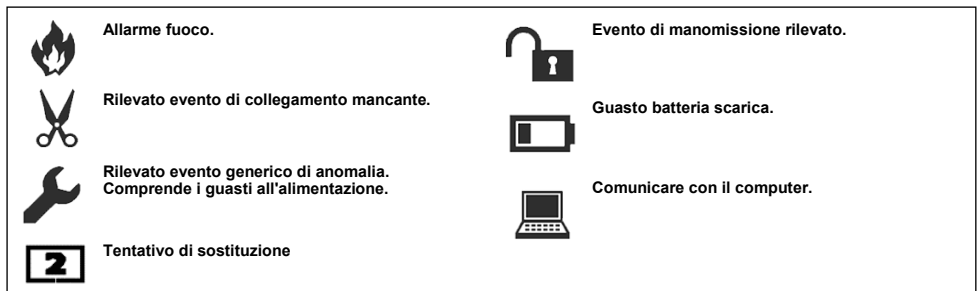 Allarme fuoco.
Rilevato evento di collegamento mancante.
Rilevato evento generico di anomalia.
Comprende i guasti all'alimentazione.
2
Tentativo di sostituzione
Evento di manomissione rilevato.
Guasto batteria scarica.
Comunicare con il computer.